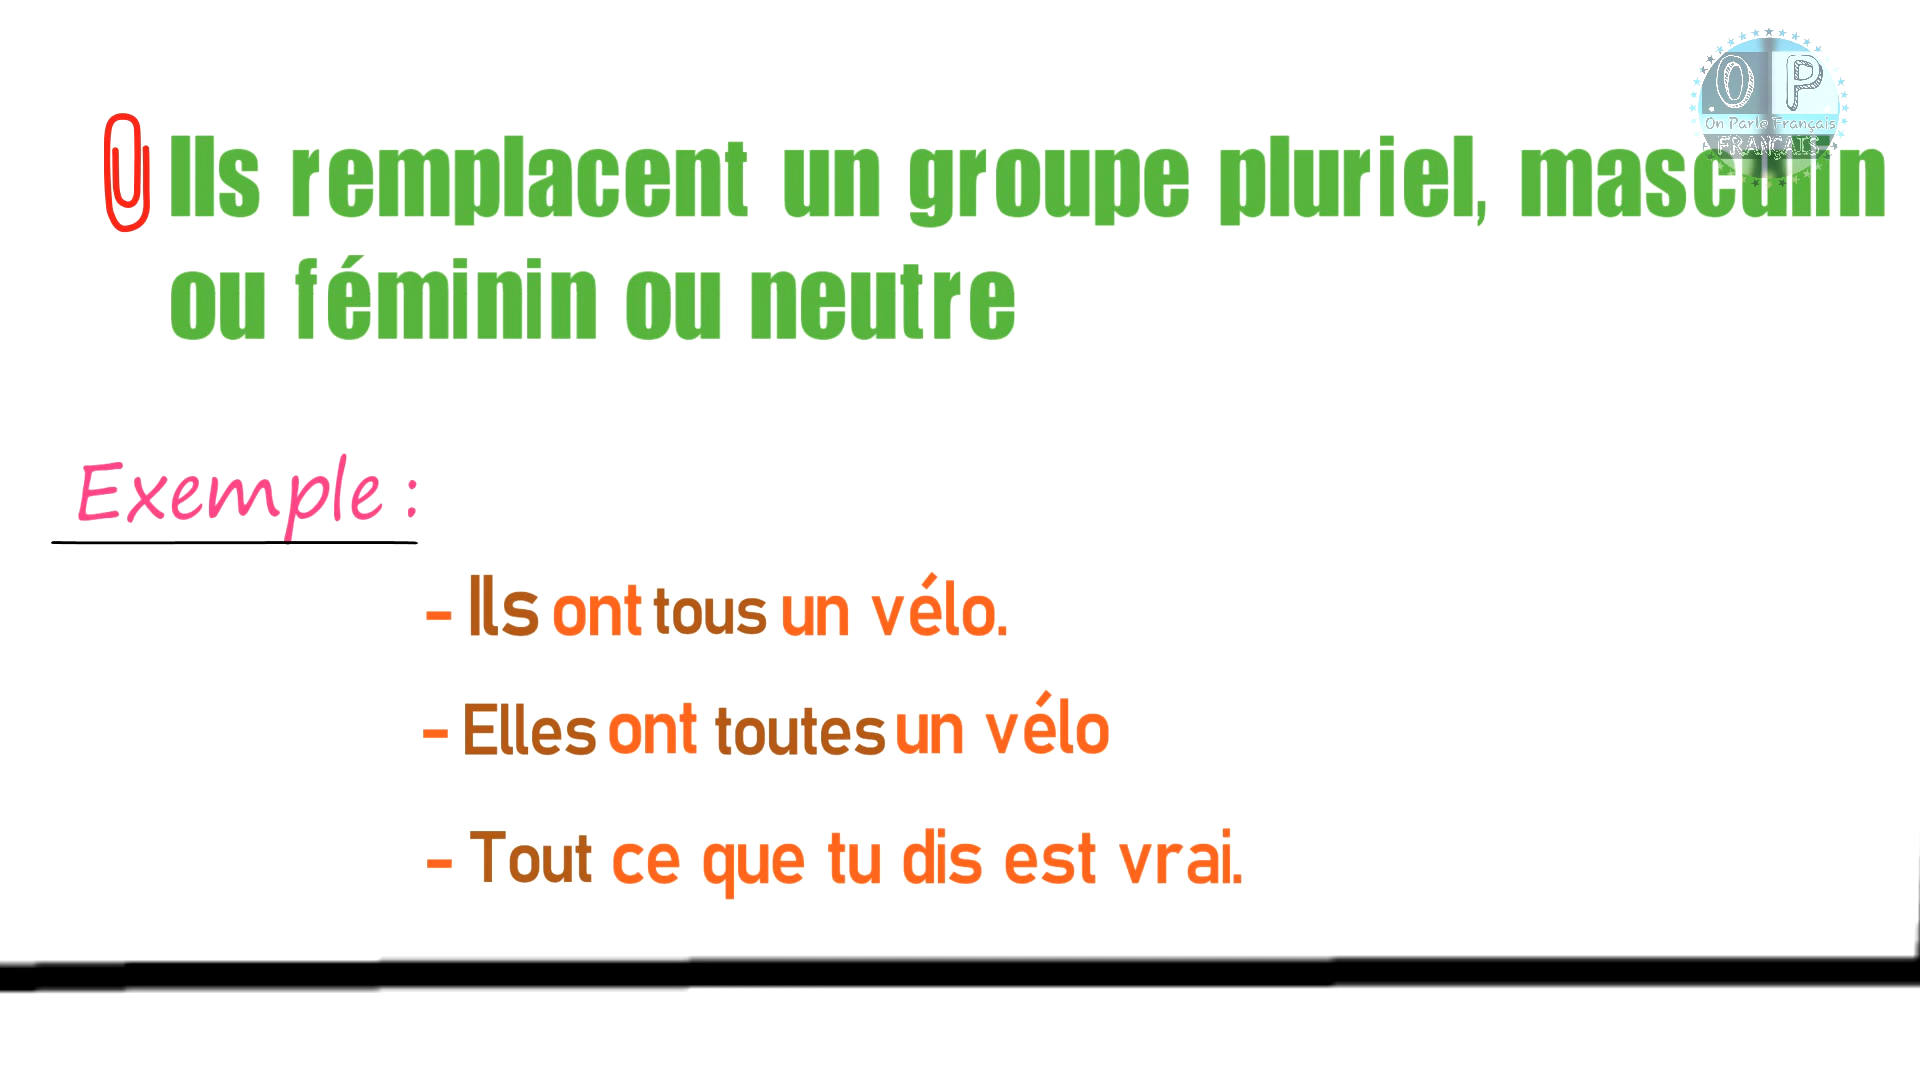 O P
On Parle Français
FRANÇAIS
Ils remplacent un groupe pluriel, masculin
ou féminin ou neutre
Exemple :
- Ils ont tous un vélo.
- Elles ont toutes un vélo
- Tout ce que tu dis est vrai.